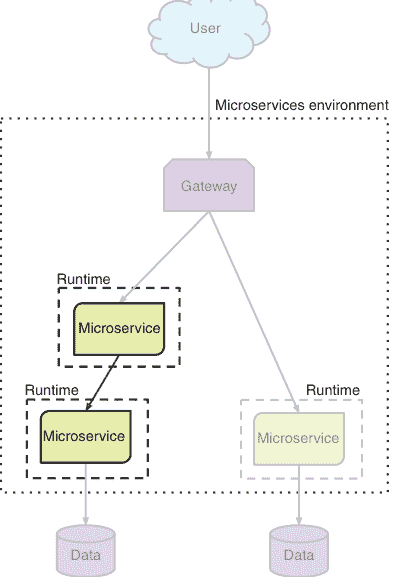 User
Microservices environment
Gateway
Runtime
Microservice
Runtime
Runtime
Microservice
Microservice
Data
Data